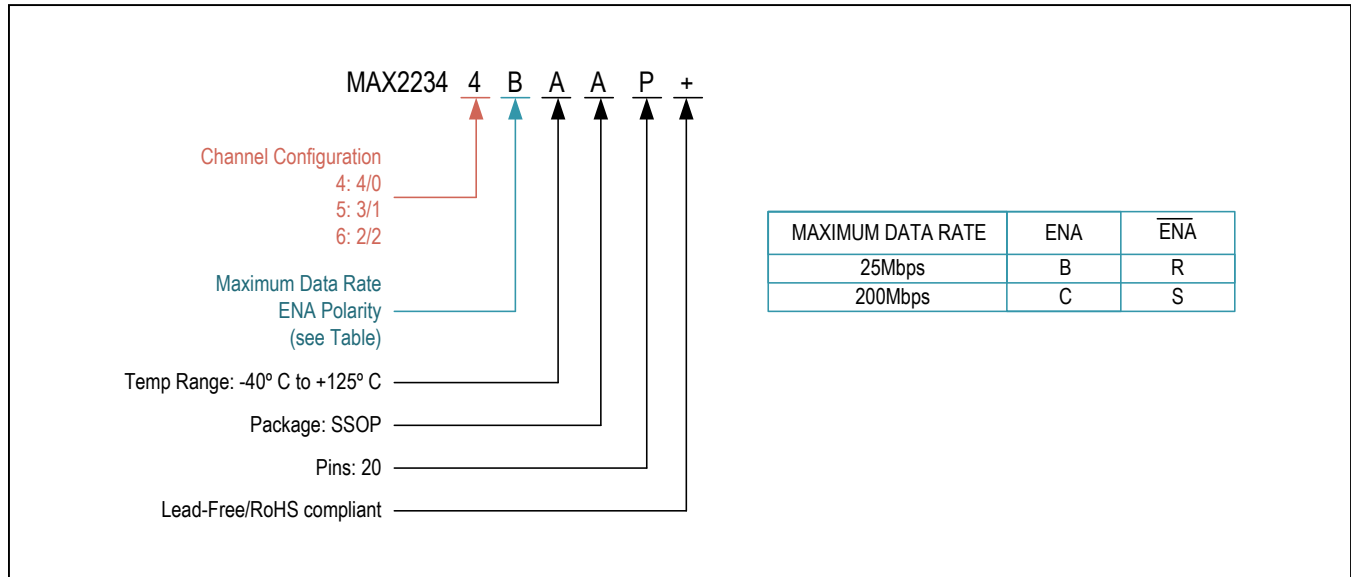 MAX2234 4 B A A P +
Channel Configuration
4: 4/0
5: 3/1
6: 2/2
Maximum Data Rate
ENA Polarity
(see Table)
Temp Range: -40º C to +125º C
Package: SSOP
Pins: 20
Lead-Free/RoHS compliant
MAXIMUM DATA RATE ENA E̅N̅A̅
25Mbps B R
200Mbps C S